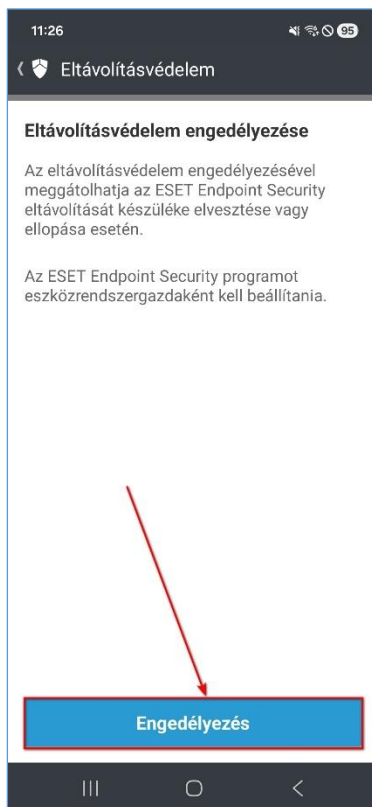 11:26
95
Eltávolításvédelem
Eltávolításvédelem engedélyezése
Az eltávolításvédelem engedélyezésével
meggátolhatja az ESET Endpoint Security
eltávolítását készüléke elvesztése vagy
ellopása esetén.
Az ESET Endpoint Security programot
eszközrendszergazdaként kell beállítania.
Engedélyezés